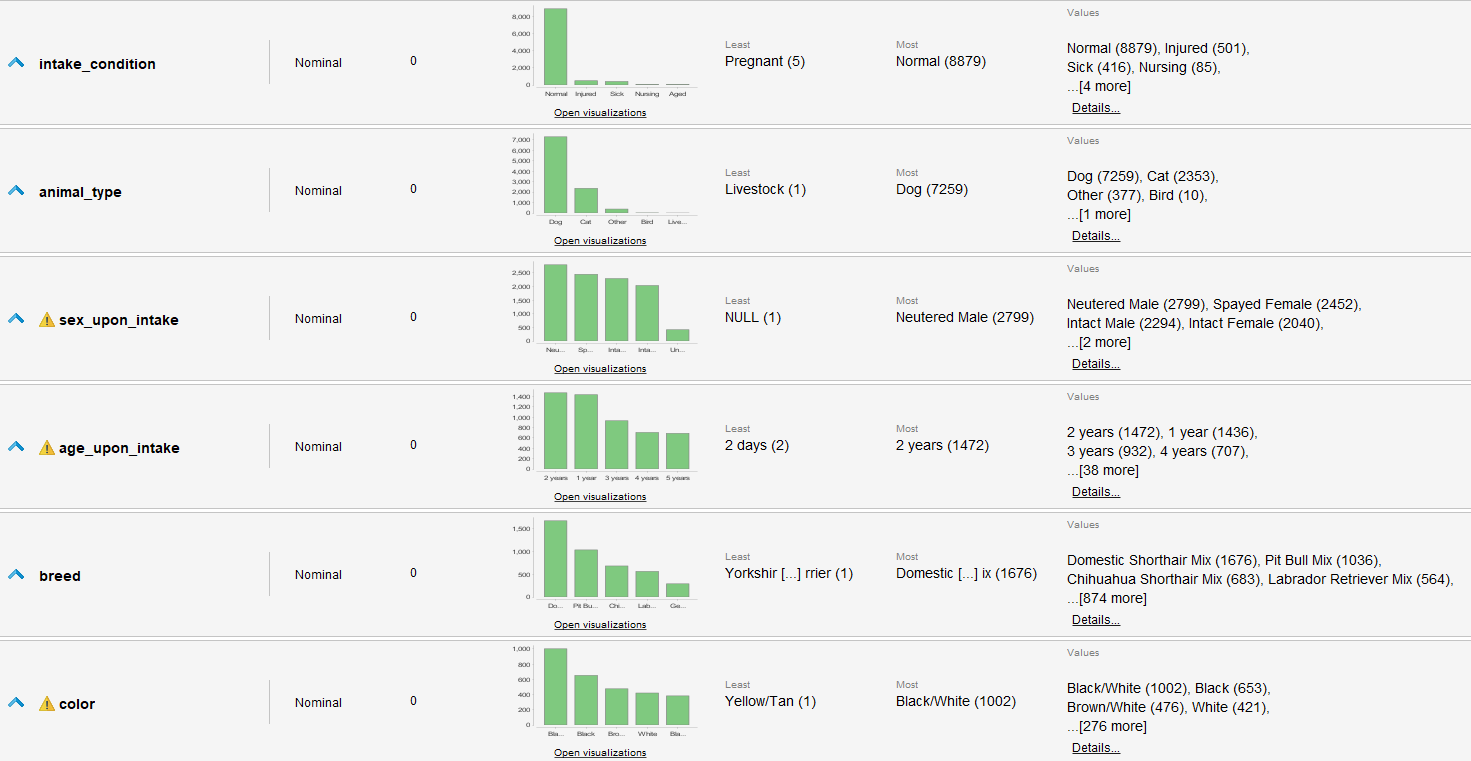 intake_condition
Nominal
0
8,000
6,000
4,000
2,000
0
Normal Injured Sick Nursing Aged
Open visualizations
Least
Pregnant (5)
Most
Normal (8879)
Values
Normal (8879), Injured (501),
Sick (416), Nursing (85),
...[4 more]
Details...
animal_type
Nominal
0
7,000
6,000
5,000
4,000
3,000
2,000
1,000
0
Dog Cat Other Bird Live...
Open visualizations
Least
Livestock (1)
Most
Dog (7259)
Values
Dog (7259), Cat (2353),
Other (377), Bird (10),
...[1 more]
Details...
sex_upon_intake
Nominal
0
2,500
2,000
1,500
1,000
500
0
Neu... Sp... Inta... Inta... Un...
Open visualizations
Least
NULL (1)
Most
Neutered Male (2799)
Values
Neutered Male (2799), Spayed Female (2452),
Intact Male (2294), Intact Female (2040),
...[2 more]
Details...
age_upon_intake
Nominal
0
1,400
1,200
1,000
800
600
400
200
0
2 years 1 year 3 years 4 years 5 years
Open visualizations
Least
2 days (2)
Most
2 years (1472)
Values
2 years (1472), 1 year (1436),
3 years (932), 4 years (707),
...[38 more]
Details...
breed
Nominal
0
1,500
1,000
500
0
Do... Pit Bu... Chi... Lab... Ge...
Open visualizations
Least
Yorkshir [...] rrier (1)
Most
Domestic [...] ix (1676)
Values
Domestic Shorthair Mix (1676), Pit Bull Mix (1036),
Chihuahua Shorthair Mix (683), Labrador Retriever Mix (564),
...[874 more]
Details...
color
Nominal
0
1,000
800
600
400
200
0
Bla... Black Bro... White Bla...
Open visualizations
Least
Yellow/Tan (1)
Most
Black/White (1002)
Values
Black/White (1002), Black (653),
Brown/White (476), White (421),
...[276 more]
Details...